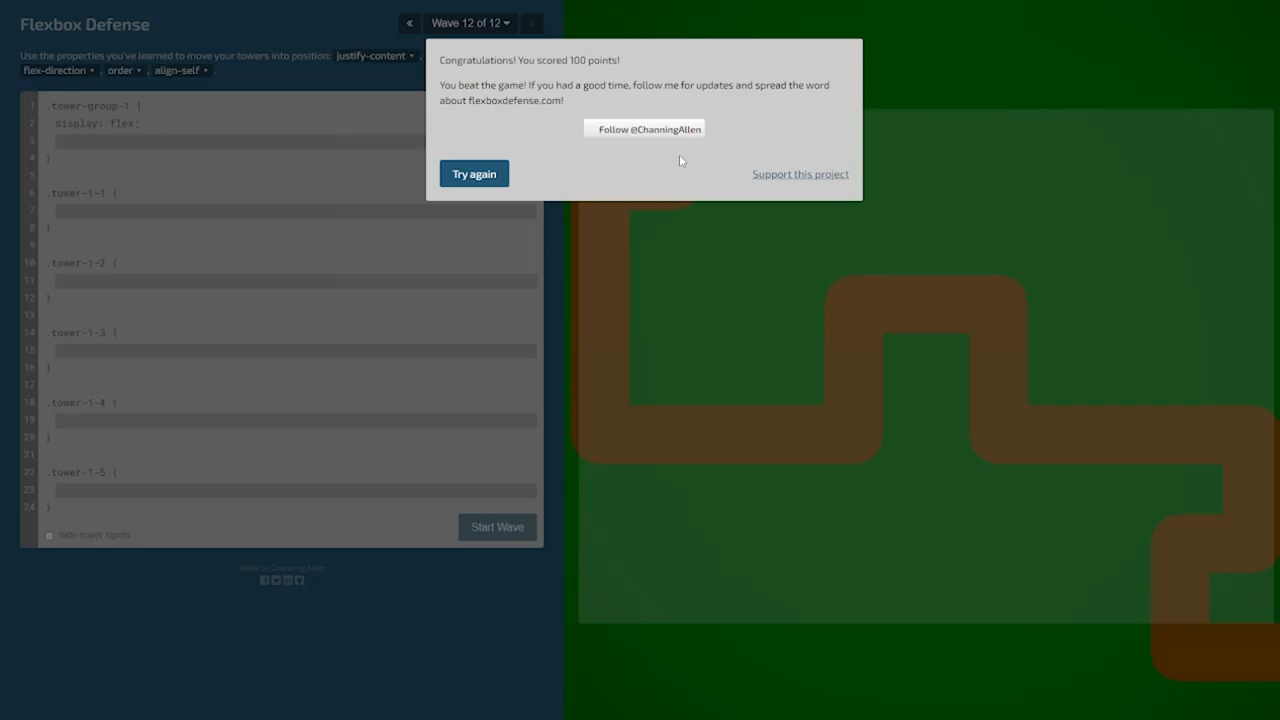 Flexbox Defense
« Wave 12 of 12 »
Use the properties you've learned to move your towers into position: justify-content
flex-direction , order , align-self .
Congratulations! You scored 100 points!
You beat the game! If you had a good time, follow me for updates and spread the word
about flexboxdefense.com!
Follow @ChanningAllen
Try again
Support this project
1 .tower-group-1 {
2 display: flex;
3
4 }
5
6 .tower-1-1 {
7
8 }
9
10 .tower-1-2 {
11
12 }
13
14 .tower-1-3 {
15
16 }
17
18 .tower-1-4 {
19
20 }
21
22 .tower-1-5 {
23
24 }
hide tower inputs
Start Wave
Made by Channing Allen